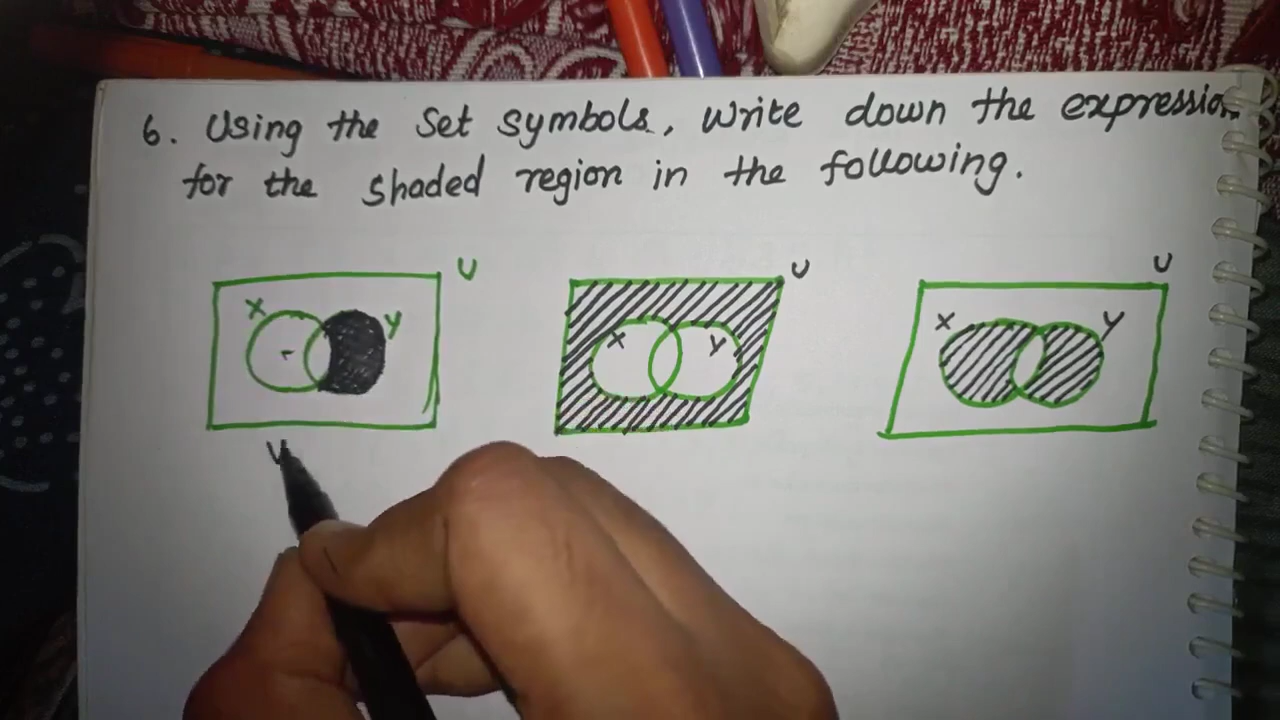 6. Using the Set symbols, Write down the expression
for the shaded region in the following.
U
X
Y
U
X
Y
U
X
Y